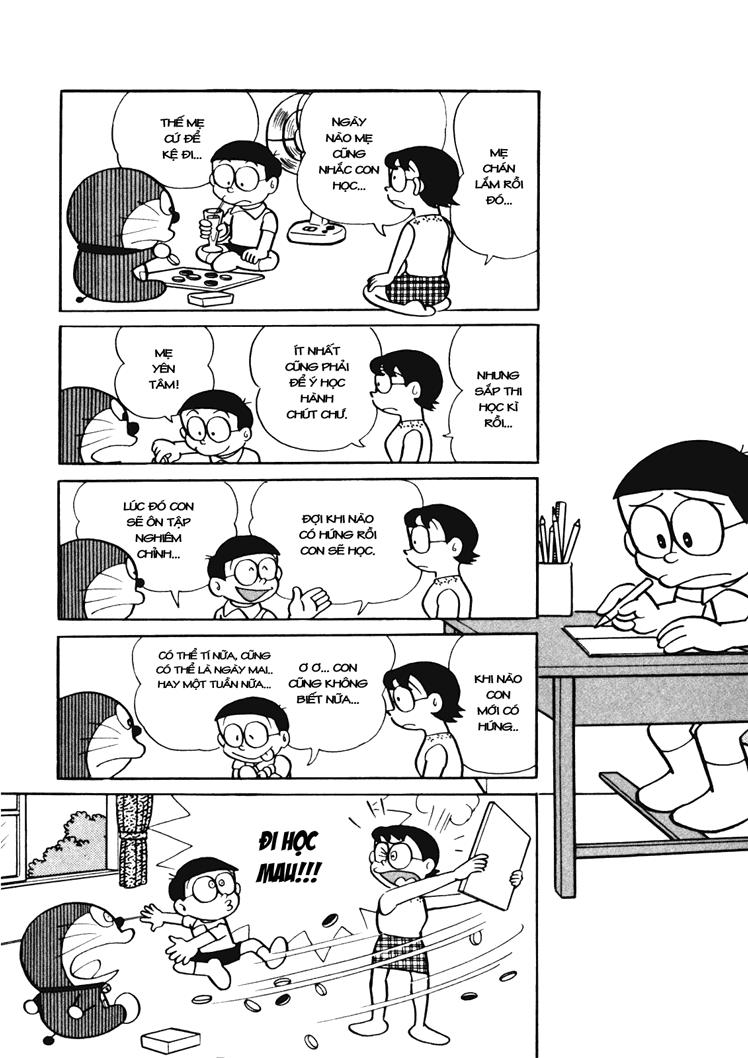 MẸ
CHÁN
LẮM RỒI
ĐÓ...
NGÀY
NÀO MẸ
CŨNG
NHẮC CON
HỌC...
THẾ MẸ
CỨ ĐỂ
KỆ ĐI...
NHƯNG
SẮP THI
HỌC KÌ
RỒI...
ÍT NHẤT
CŨNG PHẢI
ĐỂ Ý HỌC
HÀNH
CHÚT CHỨ.
MẸ
YÊN
TÂM!
ĐỢI KHI NÀO
CÓ HỨNG RỒI
CON SẼ HỌC.
LÚC ĐÓ CON
SẼ ÔN TẬP
NGHIÊM
CHỈNH...
KHI NÀO
CON
MỚI CÓ
HỨNG..
Ơ Ơ... CON
CŨNG KHÔNG
BIẾT NỮA...
CÓ THỂ TÍ NỮA, CŨNG
CÓ THỂ LÀ NGÀY MAI..
HAY MỘT TUẦN NỮA...
ĐI HỌC
MAU!!!